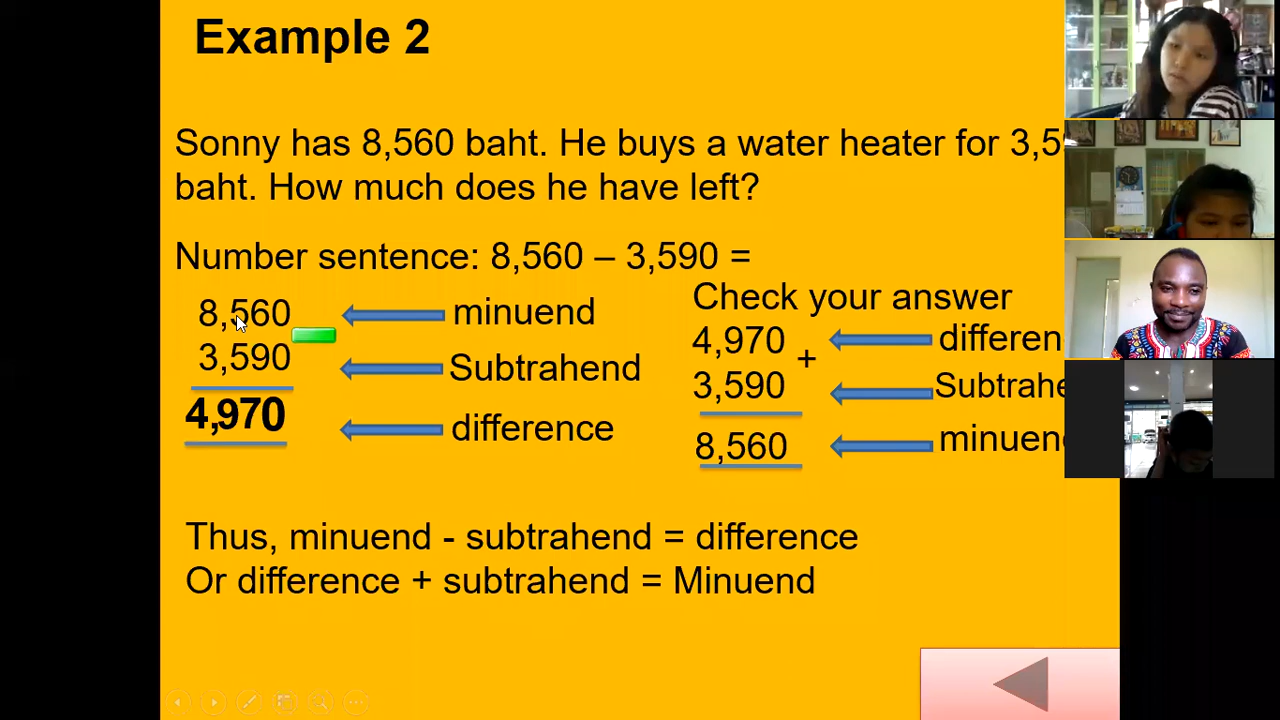 Example 2
Sonny has 8,560 baht. He buys a water heater for
baht. How much does he have left?
Number sentence: 8,560 – 3,590 =
8,560 minuend
3,590 Subtrahend
4,970 difference
Check your answer
4,970 +
3,590
8,560
Thus, minuend - subtrahend = difference
Or difference + subtrahend = Minuend